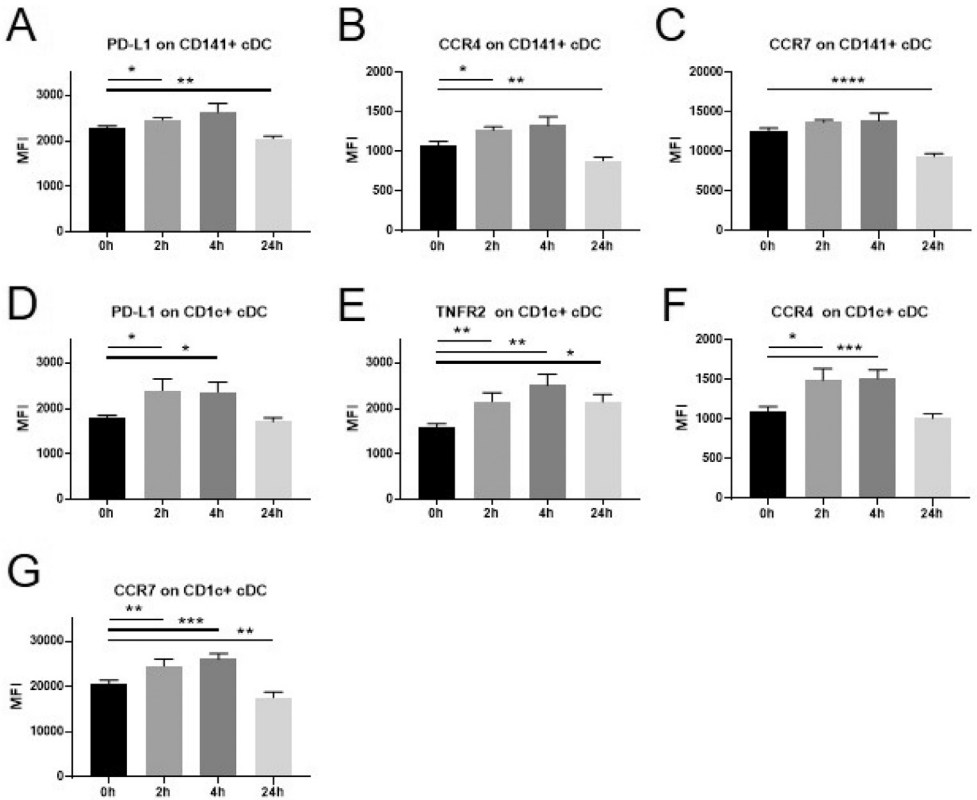 A
PD-L1 on CD141+ cDC
* **
MFI
3000
2000
1000
0
0h 2h 4h 24h
B
CCR4 on CD141+ cDC
* **
MFI
2000
1500
1000
500
0
0h 2h 4h 24h
C
CCR7 on CD141+ cDC
****
MFI
20000
15000
10000
5000
0
0h 2h 4h 24h
D
PD-L1 on CD1c+ cDC
* *
MFI
3000
2000
1000
0
0h 2h 4h 24h
E
TNFR2 on CD1c+ cDC
** ** *
MFI
3000
2000
1000
0
0h 2h 4h 24h
F
CCR4 on CD1c+ cDC
* ***
MFI
2000
1500
1000
500
0
0h 2h 4h 24h
G
CCR7 on CD1c+ cDC
** *** **
MFI
30000
20000
10000
0
0h 2h 4h 24h